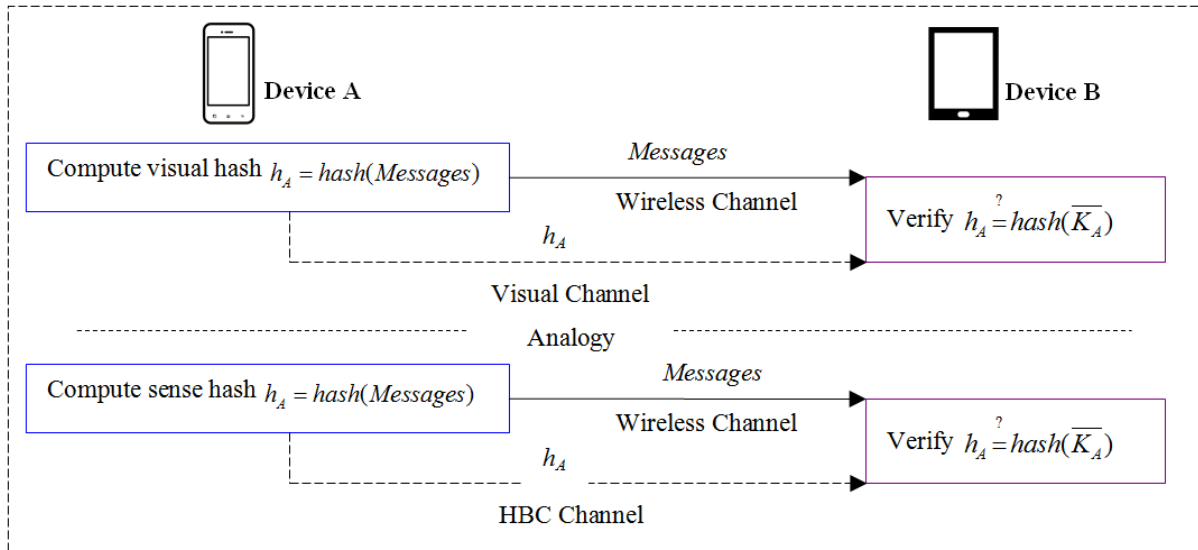 Device A
Device B
Compute visual hash h_A = hash(Messages)
Messages
Wireless Channel
h_A
Visual Channel
Verify h_A ?= hash(K̅_A)
Analogy
Compute sense hash h_A = hash(Messages)
Messages
Wireless Channel
h_A
HBC Channel
Verify h_A ?= hash(K̅_A)